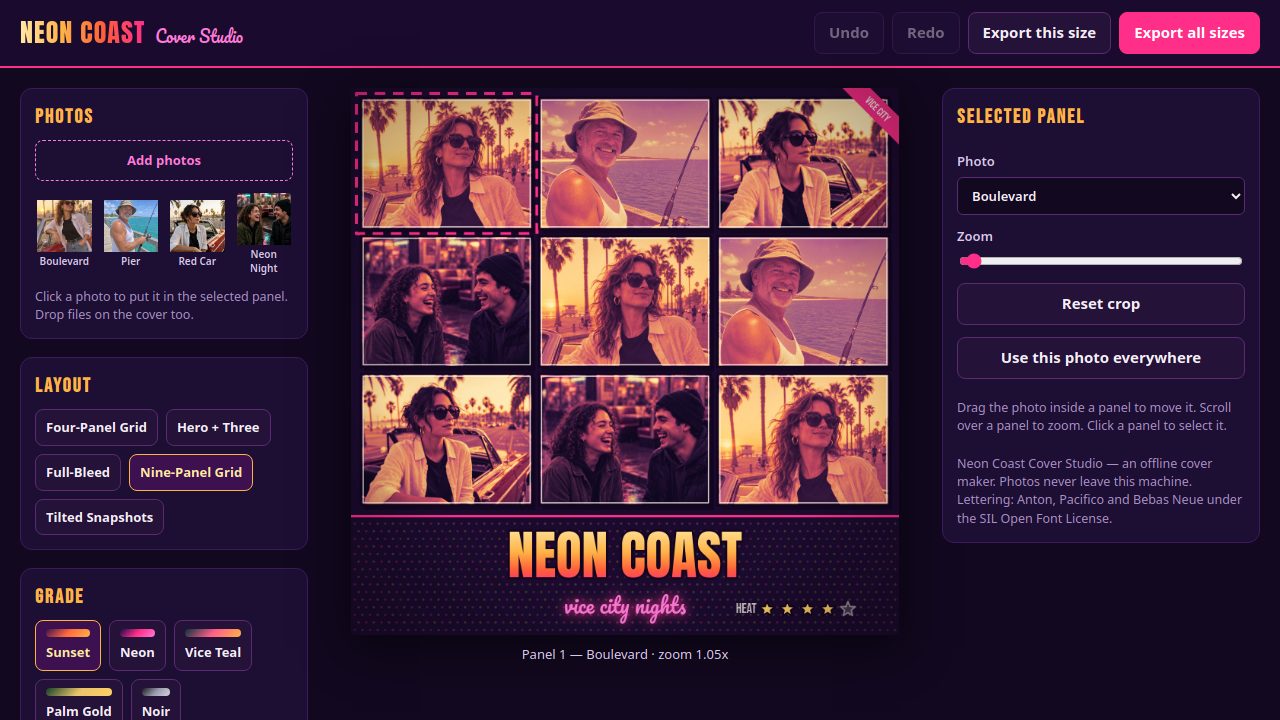 NEON COAST Cover Studio
Undo
Redo
Export this size
Export all sizes
PHOTOS
Add photos
Boulevard
Pier
Red Car
Neon
Night
Click a photo to put it in the selected panel.
Drop files on the cover too.
LAYOUT
Four-Panel Grid
Hero + Three
Full-Bleed
Nine-Panel Grid
Tilted Snapshots
GRADE
Sunset
Neon
Vice Teal
Palm Gold
Noir
VICE CITY
NEON COAST
vice city nights
HEAT
Panel 1 — Boulevard · zoom 1.05x
SELECTED PANEL
Photo
Boulevard
Zoom
Reset crop
Use this photo everywhere
Drag the photo inside a panel to move it. Scroll
over a panel to zoom. Click a panel to select it.
Neon Coast Cover Studio — an offline cover
maker. Photos never leave this machine.
Lettering: Anton, Pacifico and Bebas Neue under
the SIL Open Font License.